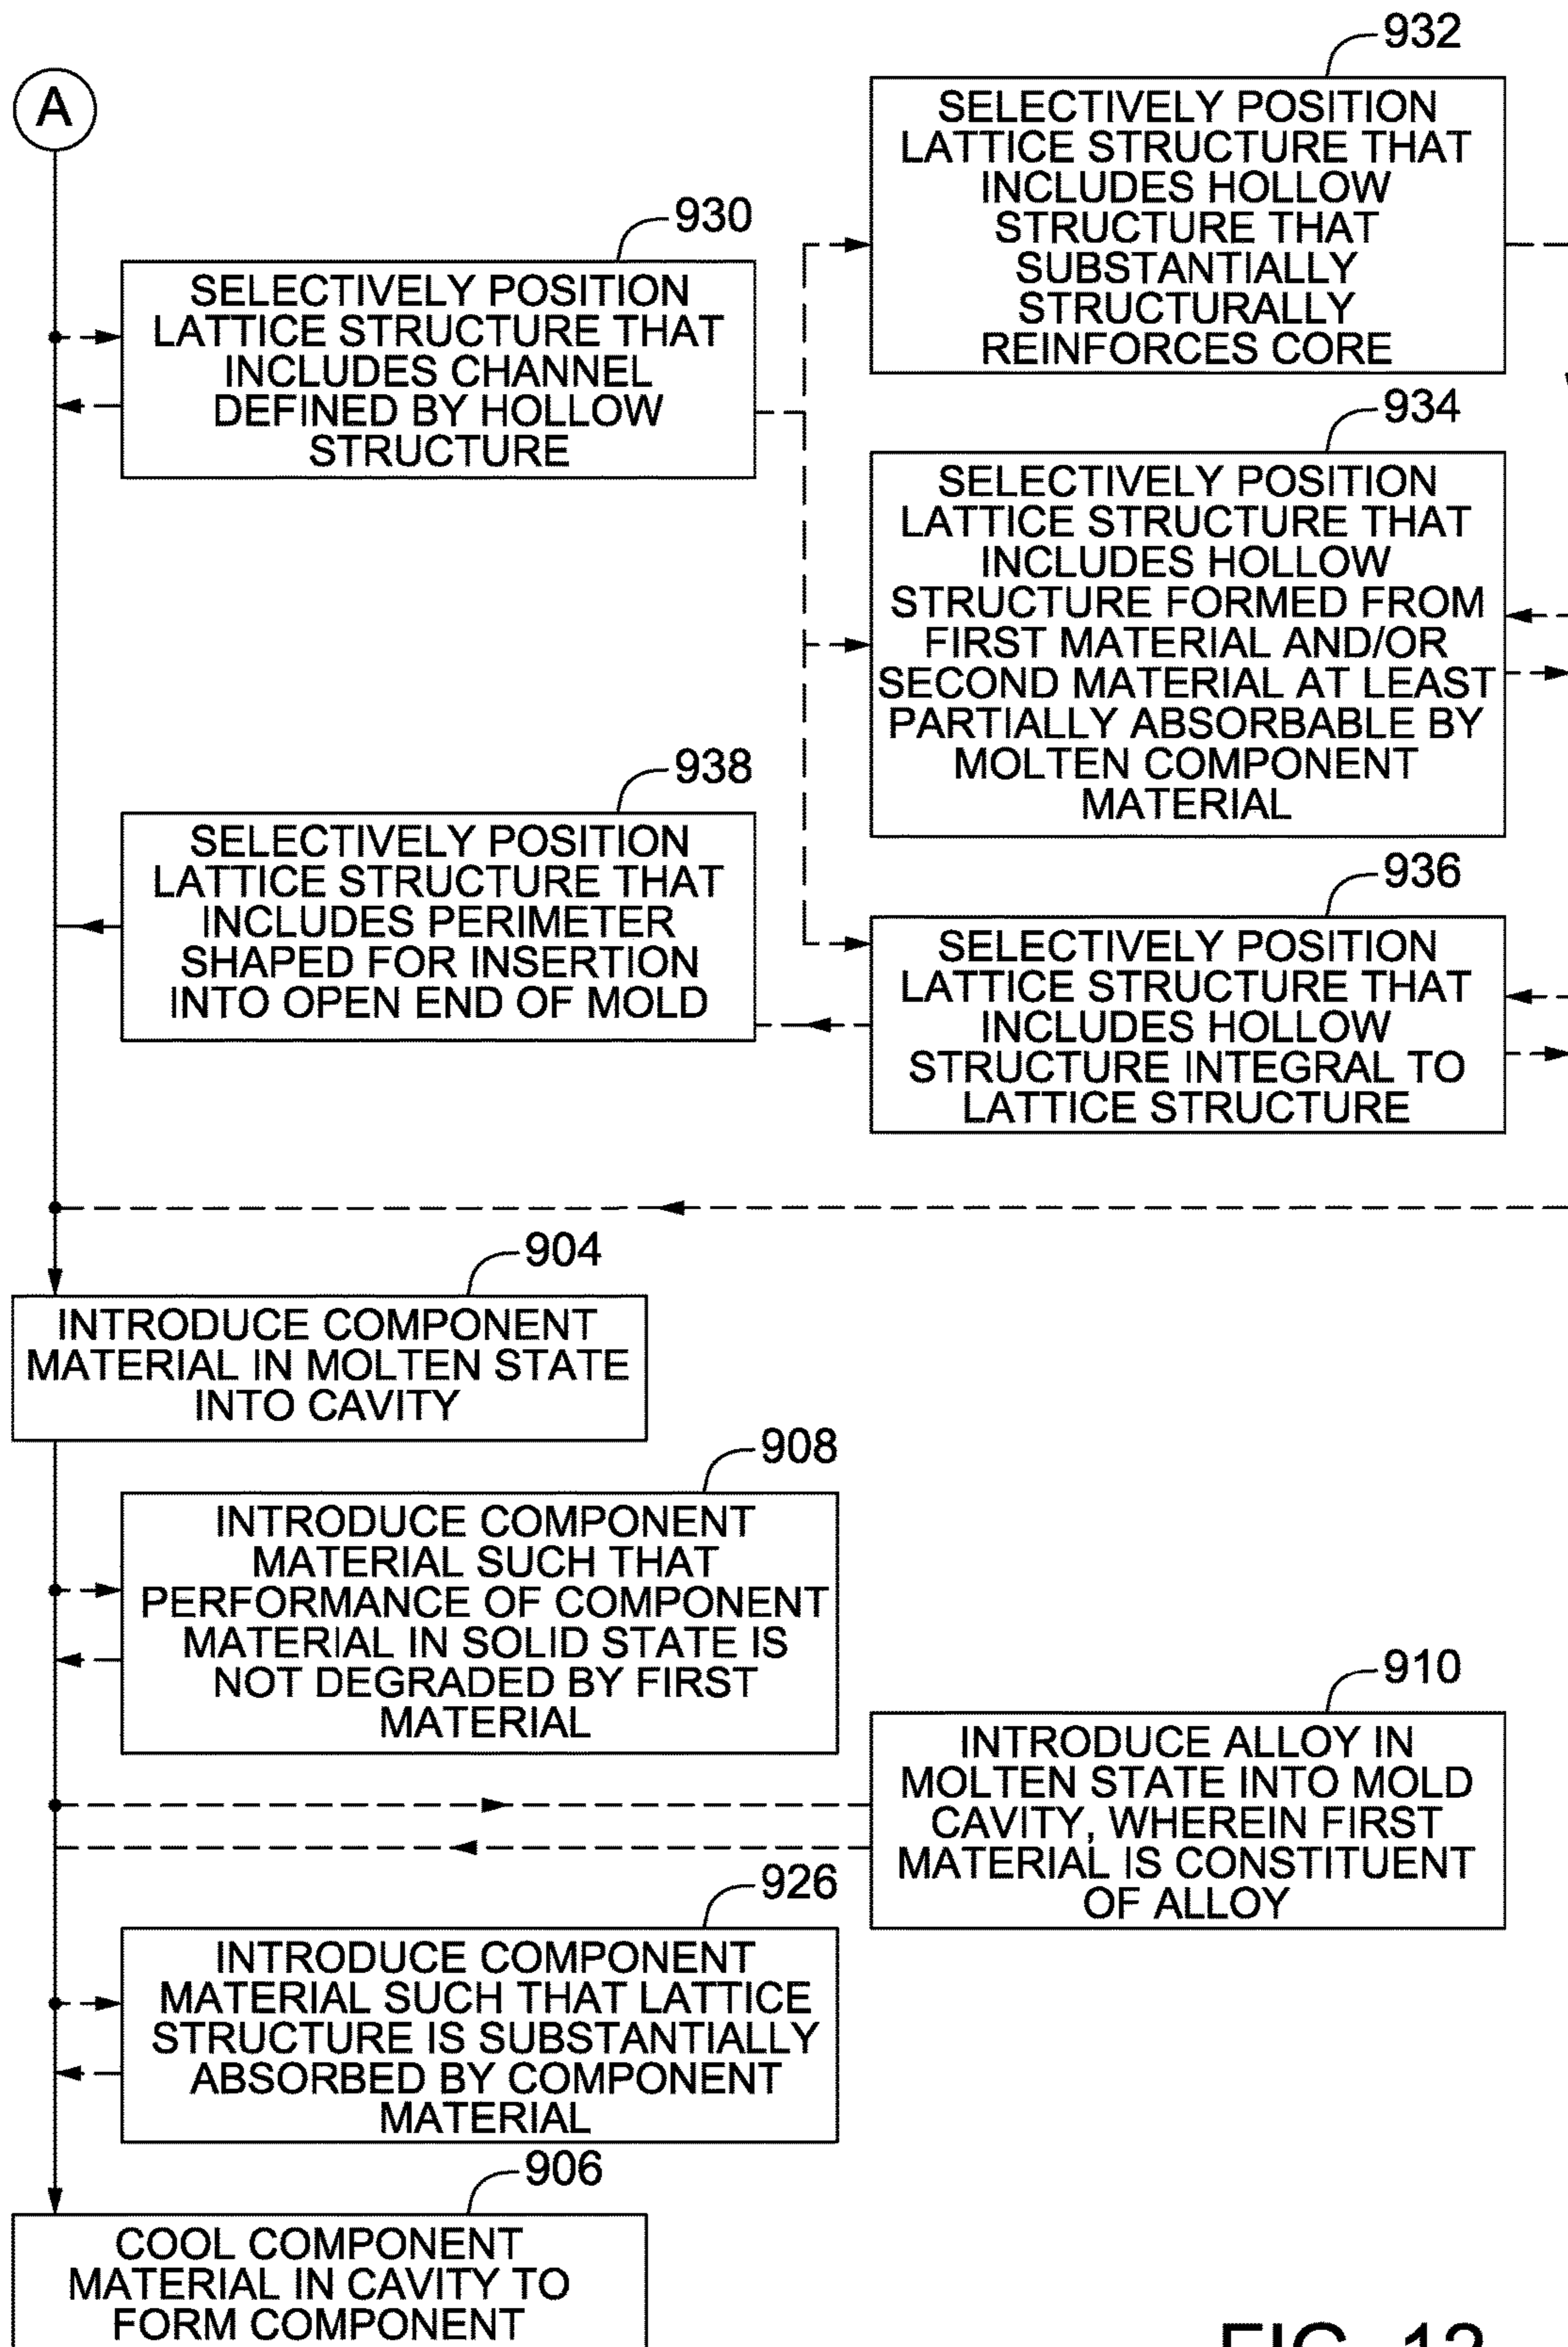 A
932
SELECTIVELY POSITION
LATTICE STRUCTURE THAT
INCLUDES HOLLOW
STRUCTURE THAT
SUBSTANTIALLY
STRUCTURALLY
REINFORCES CORE
930
SELECTIVELY POSITION
LATTICE STRUCTURE THAT
INCLUDES CHANNEL
DEFINED BY HOLLOW
STRUCTURE
934
SELECTIVELY POSITION
LATTICE STRUCTURE THAT
INCLUDES HOLLOW
STRUCTURE FORMED FROM
FIRST MATERIAL AND/OR
SECOND MATERIAL AT LEAST
PARTIALLY ABSORBABLE BY
MOLTEN COMPONENT
MATERIAL
938
SELECTIVELY POSITION
LATTICE STRUCTURE THAT
INCLUDES PERIMETER
SHAPED FOR INSERTION
INTO OPEN END OF MOLD
936
SELECTIVELY POSITION
LATTICE STRUCTURE THAT
INCLUDES HOLLOW
STRUCTURE INTEGRAL TO
LATTICE STRUCTURE
904
INTRODUCE COMPONENT
MATERIAL IN MOLTEN STATE
INTO CAVITY
908
INTRODUCE COMPONENT
MATERIAL SUCH THAT
PERFORMANCE OF COMPONENT
MATERIAL IN SOLID STATE IS
NOT DEGRADED BY FIRST
MATERIAL
910
INTRODUCE ALLOY IN
MOLTEN STATE INTO MOLD
CAVITY, WHEREIN FIRST
MATERIAL IS CONSTITUENT
OF ALLOY
926
INTRODUCE COMPONENT
MATERIAL SUCH THAT LATTICE
STRUCTURE IS SUBSTANTIALLY
ABSORBED BY COMPONENT
MATERIAL
906
COOL COMPONENT
MATERIAL IN CAVITY TO
FORM COMPONENT
FIG. 12